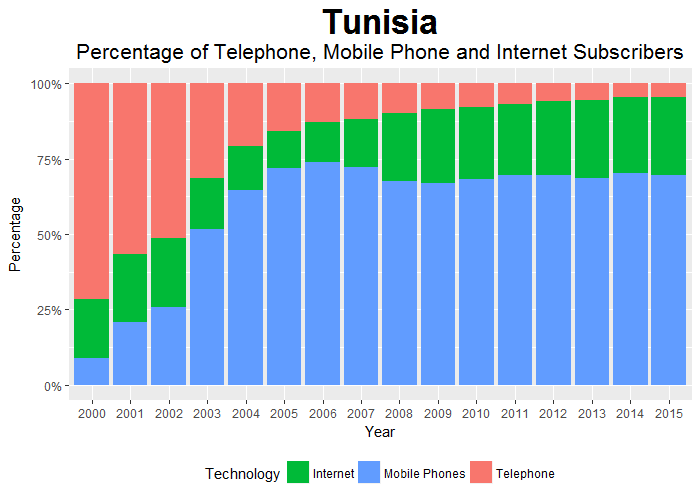 Tunisia
Percentage of Telephone, Mobile Phone and Internet Subscribers
100%
75%
50%
25%
0%
Percentage
2000 2001 2002 2003 2004 2005 2006 2007 2008 2009 2010 2011 2012 2013 2014 2015
Year
Technology Internet Mobile Phones Telephone